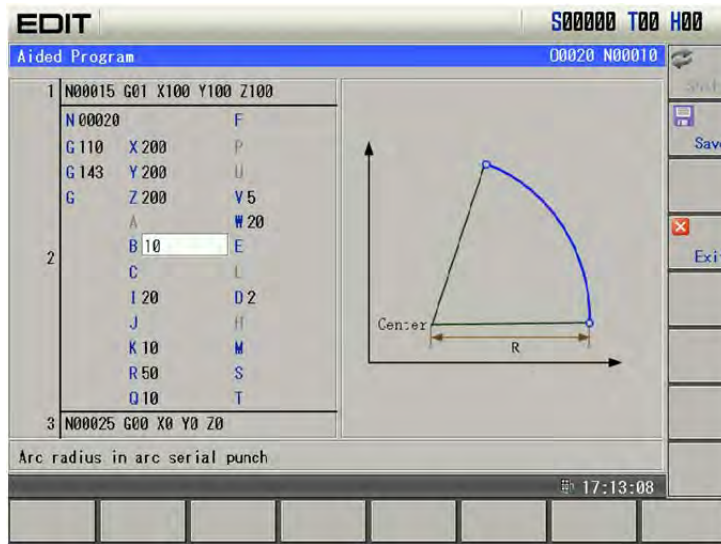 EDIT S00000 T00 H00
Aided Program O0020 N00010
1 N00015 G01 X100 Y100 Z100
N 00020 F
G 110 X 200 P
G 143 Y 200 U
G Z 200 V 5
A W 20
B 10 E
2
C L
I 20 D 2
J H
K 10 M
R 50 S
Q 10 T
3 N00025 G00 X0 Y0 Z0
Center
R
Save
Exi
Arc radius in arc serial punch
17:13:08